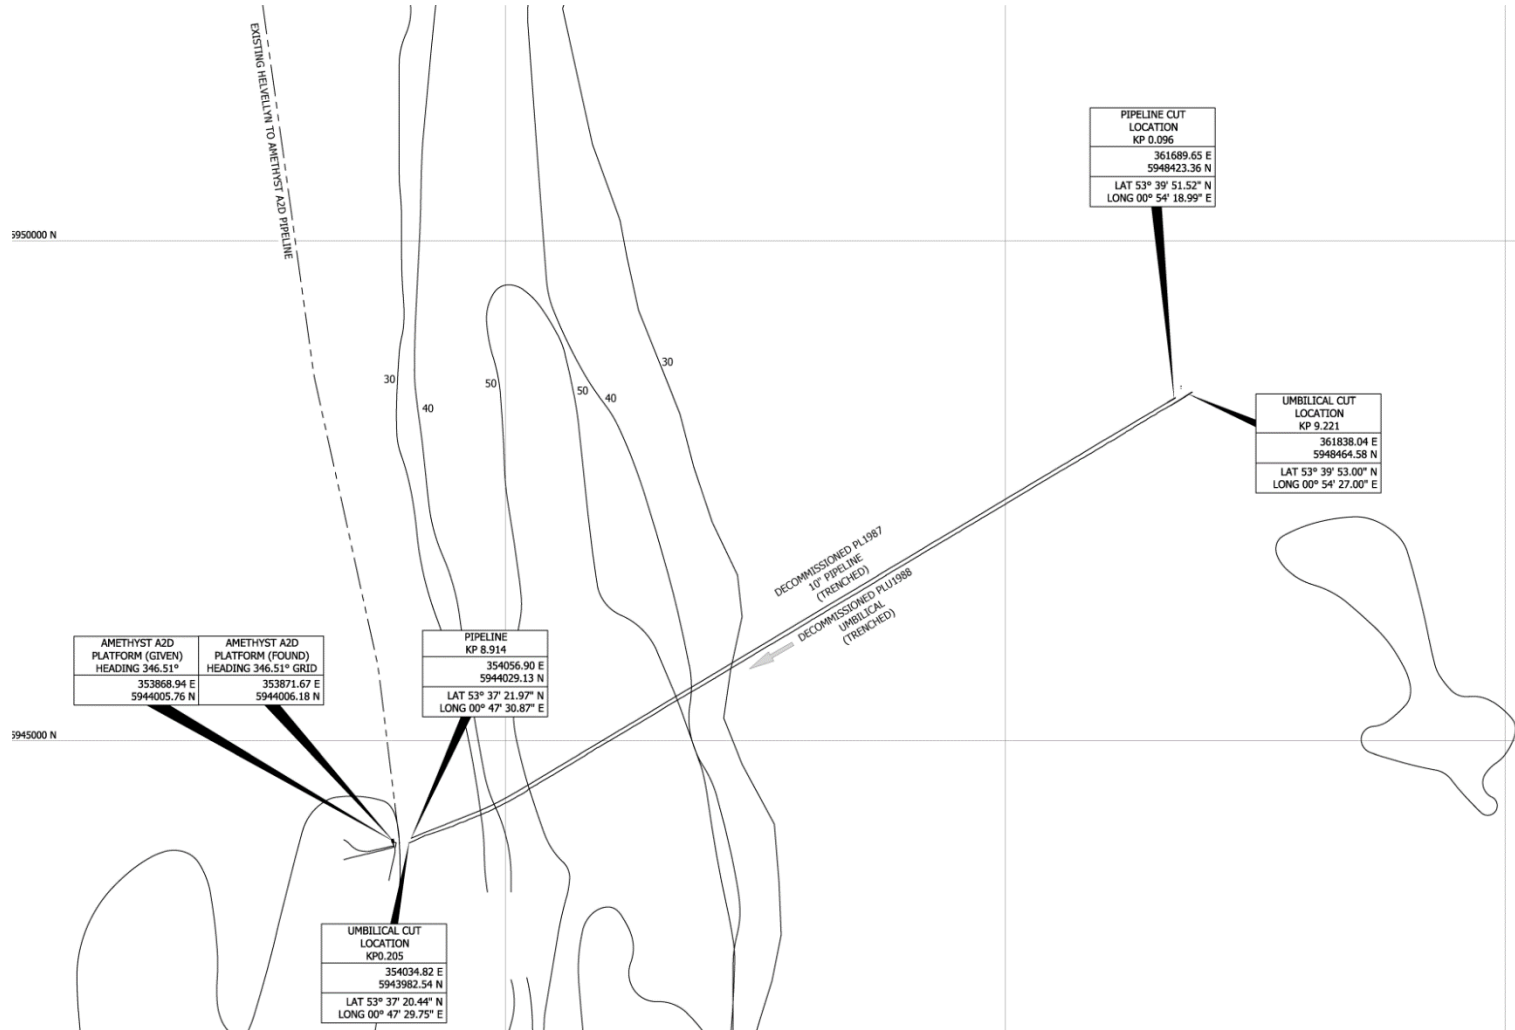 EXISTING HELVELLYN TO AMETHYST A2D PIPELINE
PIPELINE CUT
LOCATION
KP 0.096
361689.65 E
5948423.36 N
LAT 53° 39' 51.52" N
LONG 00° 54' 18.99" E
5950000 N
30
40
50
50
40
30
UMBILICAL CUT
LOCATION
KP 9.221
361838.04 E
5948464.58 N
LAT 53° 39' 53.00" N
LONG 00° 54' 27.00" E
DECOMMISSIONED PL1987
10" PIPELINE
(TRENCHED)
DECOMMISSIONED PLU1988
UMBILICAL
(TRENCHED)
AMETHYST A2D
PLATFORM (GIVEN)
HEADING 346.51°
353868.94 E
5944005.76 N
AMETHYST A2D
PLATFORM (FOUND)
HEADING 346.51° GRID
353871.67 E
5944006.18 N
PIPELINE
KP 8.914
354056.90 E
5944029.13 N
LAT 53° 37' 21.97" N
LONG 00° 47' 30.87" E
5945000 N
UMBILICAL CUT
LOCATION
KP0.205
354034.82 E
5943982.54 N
LAT 53° 37' 20.44" N
LONG 00° 47' 29.75" E